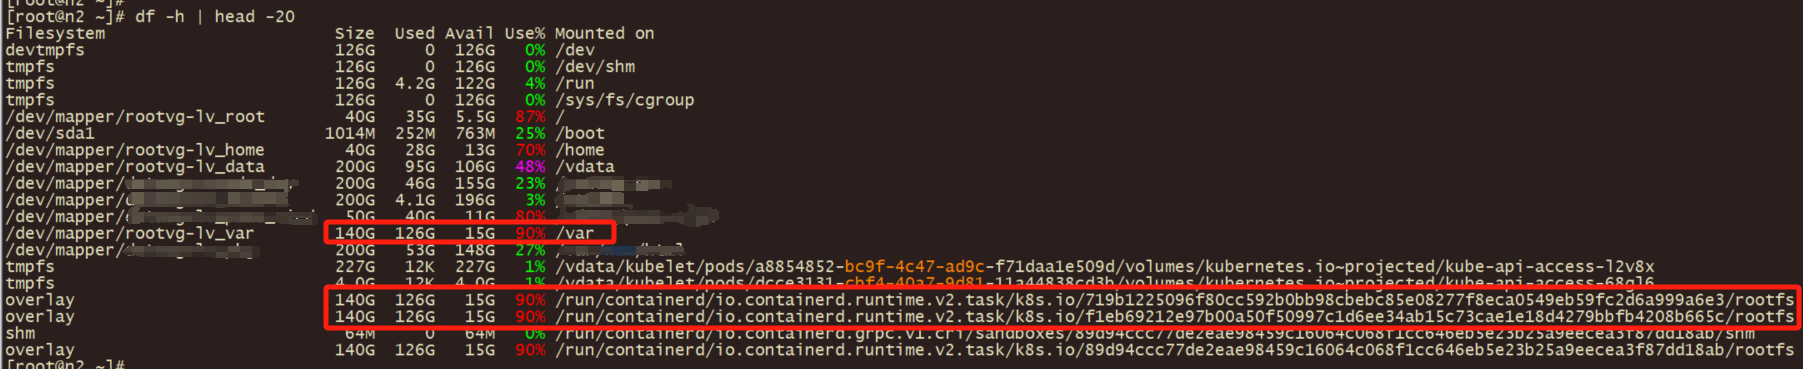 [root@n2 ~]#
[root@n2 ~]# df -h | head -20
Filesystem Size Used Avail Use% Mounted on
devtmpfs 126G 0 126G 0% /dev
tmpfs 126G 0 126G 0% /dev/shm
tmpfs 126G 4.2G 122G 4% /run
tmpfs 126G 0 126G 0% /sys/fs/cgroup
/dev/mapper/rootvg-lv_root 40G 35G 5.5G 87% /
/dev/sda1 1014M 252M 763M 25% /boot
/dev/mapper/rootvg-lv_home 40G 28G 13G 70% /home
/dev/mapper/rootvg-lv_data 200G 95G 106G 48% /vdata
/dev/mapper/ 200G 46G 155G 23%
/dev/mapper/ 200G 4.1G 196G 3%
/dev/mapper/ 50G 40G 11G 80%
/dev/mapper/rootvg-lv_var 140G 126G 15G 90% /var
/dev/mapper/ 200G 53G 148G 27%
tmpfs 227G 12K 227G 1% /vdata/kubelet/pods/a8854852-bc9f-4c47-ad9c-f71daa1e509d/volumes/kubernetes.io~projected/kube-api-access-l2v8x
tmpfs 4.0G 12K 4.0G 1% /vdata/kubelet/pods/dcce3131-cbf4-40a7-9d81-11a44838cd3b/volumes/kubernetes.io~projected/kube-api-access-68gl6
overlay 140G 126G 15G 90% /run/containerd/io.containerd.runtime.v2.task/k8s.io/719b1225096f80cc592b0bb98cbebc85e08277f8eca0549eb59fc2d6a999a6e3/rootfs
overlay 140G 126G 15G 90% /run/containerd/io.containerd.runtime.v2.task/k8s.io/f1eb69212e97b00a50f50997c1d6ee34ab15c73cae1e18d4279bbfb4208b665c/rootfs
shm 64M 0 64M 0% /run/containerd/io.containerd.grpc.v1.cri/sandboxes/89d94ccc77de2eae98459c16064c068f1cc646eb5e23b25a9eecea3f87dd18ab/shm
overlay 140G 126G 15G 90% /run/containerd/io.containerd.runtime.v2.task/k8s.io/89d94ccc77de2eae98459c16064c068f1cc646eb5e23b25a9eecea3f87dd18ab/rootfs
[root@n2 ~]#